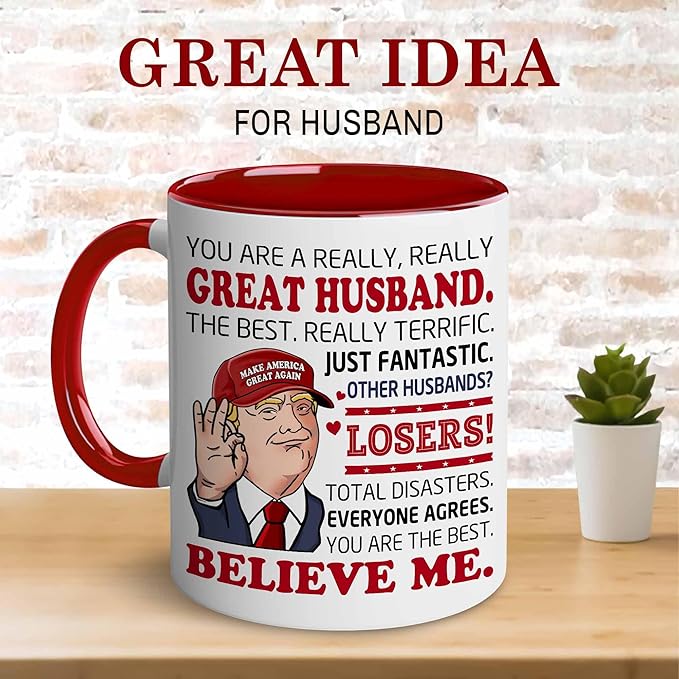 GREAT IDEA
FOR HUSBAND
YOU ARE A REALLY, REALLY
GREAT HUSBAND.
THE BEST. REALLY TERRIFIC.
JUST FANTASTIC.
OTHER HUSBANDS?
LOSERS!
MAKE AMERICA
GREAT AGAIN
TOTAL DISASTERS.
EVERYONE AGREES.
YOU ARE THE BEST.
BELIEVE ME.